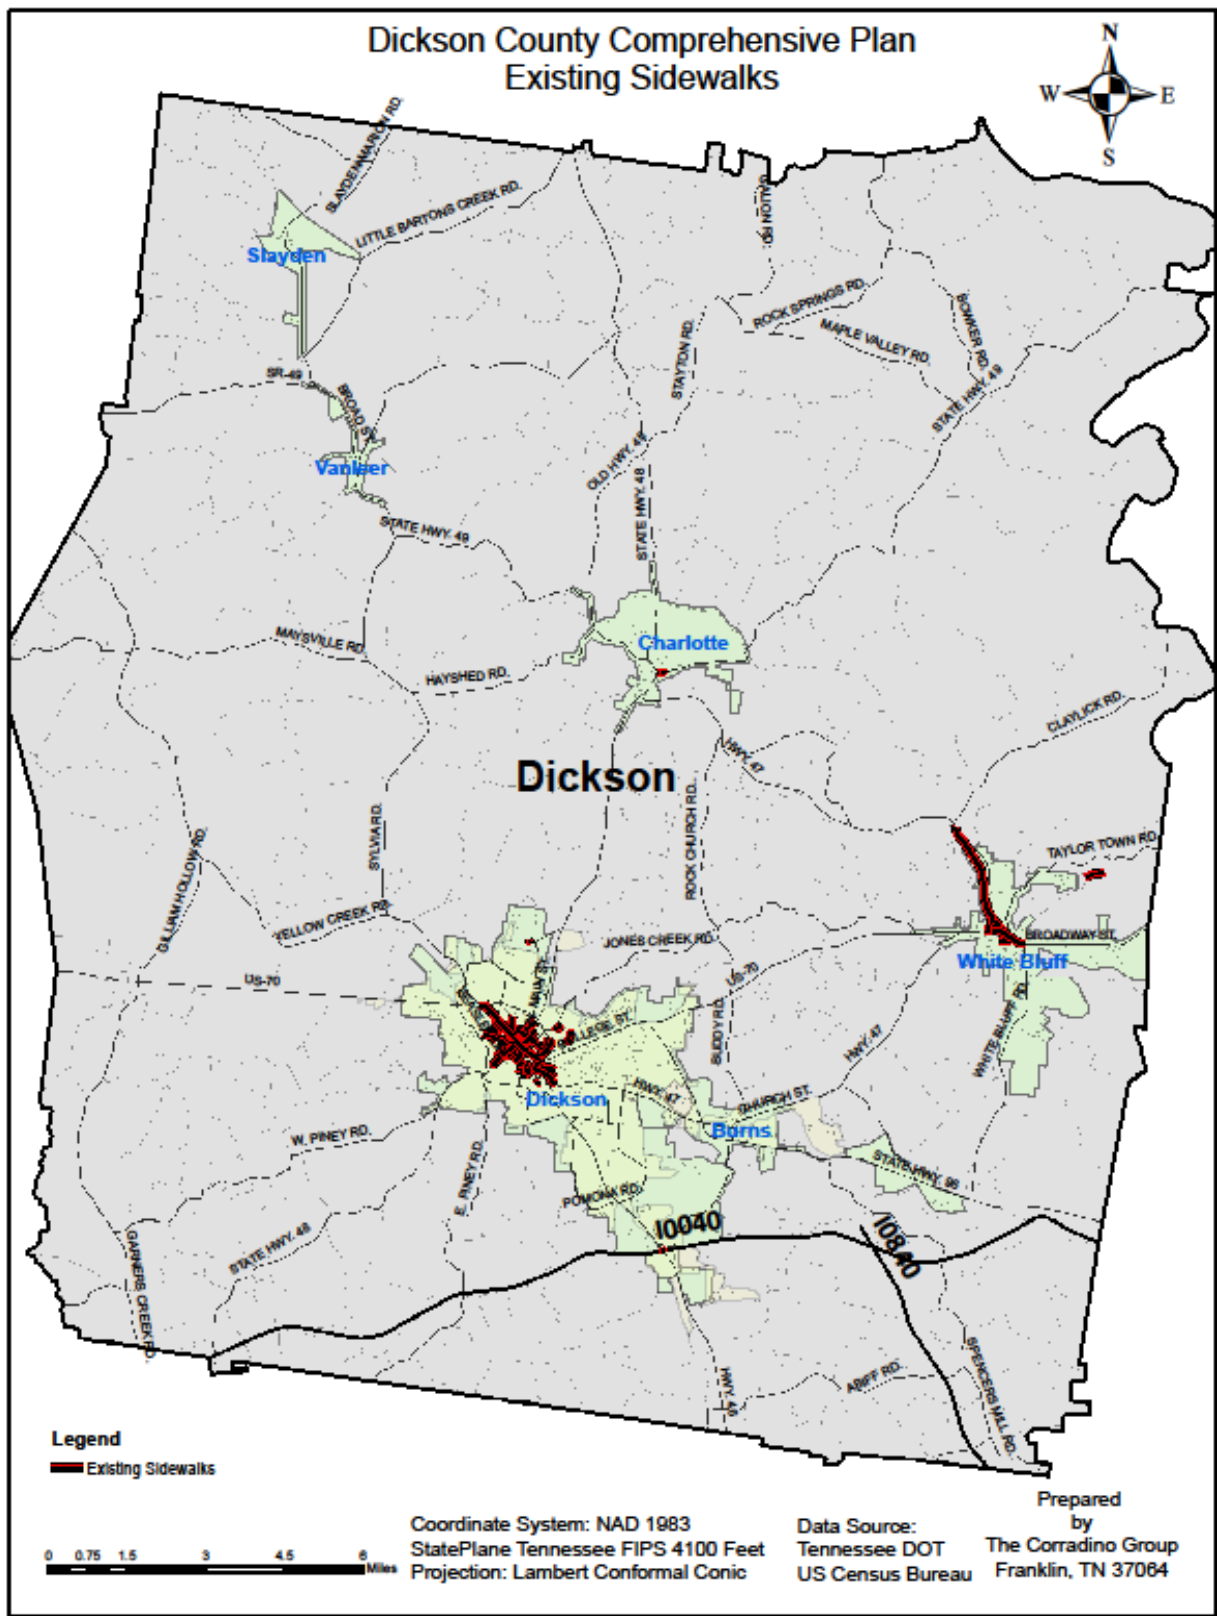 Dickson County Comprehensive Plan
Existing Sidewalks
N
W
E
S
SLAYDENMARION RD.
LITTLE BARTONS CREEK RD.
Slayden
GALLION RD.
ROCK SPRINGS RD.
MAPLE VALLEY RD.
BOWKER RD.
STAYTON RD.
STATE HWY. 49
SR-49
BROAD ST.
Vanleer
OLD HWY. 48
STATE HWY. 48
STATE HWY. 49
Charlotte
MAYSVILLE RD.
HAYSHED RD.
CLAYLICK RD.
HWY. 47
Dickson
SYLVIA RD.
ROCK CHURCH RD.
GILLIAM HOLLOW RD.
TAYLOR TOWN RD.
YELLOW CREEK RD.
JONES CREEK RD.
BROADWAY ST.
White Bluff
US-70
US-70
MAIN ST.
COLLEGE ST.
BUDDY RD.
HWY. 47
WHITE BLUFF RD.
Dickson
HWY. 47
CHURCH ST.
Burns
W. PINEY RD.
E. PINEY RD.
STATE HWY. 96
POMONA RD.
I0040
I0840
STATE HWY. 48
GARNERS CREEK RD.
HWY. 46
ABIFF RD.
SPENCERS MILL RD.
Legend
Existing Sidewalks
0 0.75 1.5 3 4.5 6
Miles
Coordinate System: NAD 1983
StatePlane Tennessee FIPS 4100 Feet
Projection: Lambert Conformal Conic
Data Source:
Tennessee DOT
US Census Bureau
Prepared
by
The Corradino Group
Franklin, TN 37064